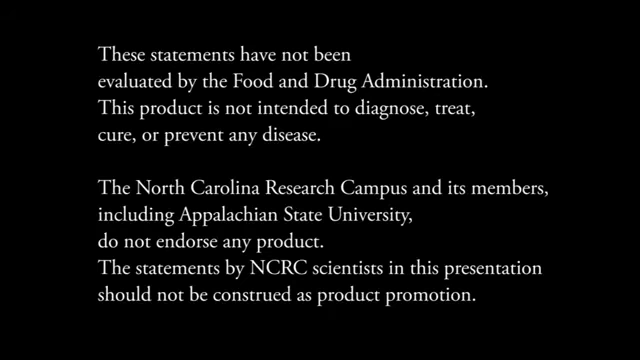 These statements have not been
evaluated by the Food and Drug Administration.
This product is not intended to diagnose, treat,
cure, or prevent any disease.
The North Carolina Research Campus and its members,
including Appalachian State University,
do not endorse any product.
The statements by NCRC scientists in this presentation
should not be construed as product promotion.